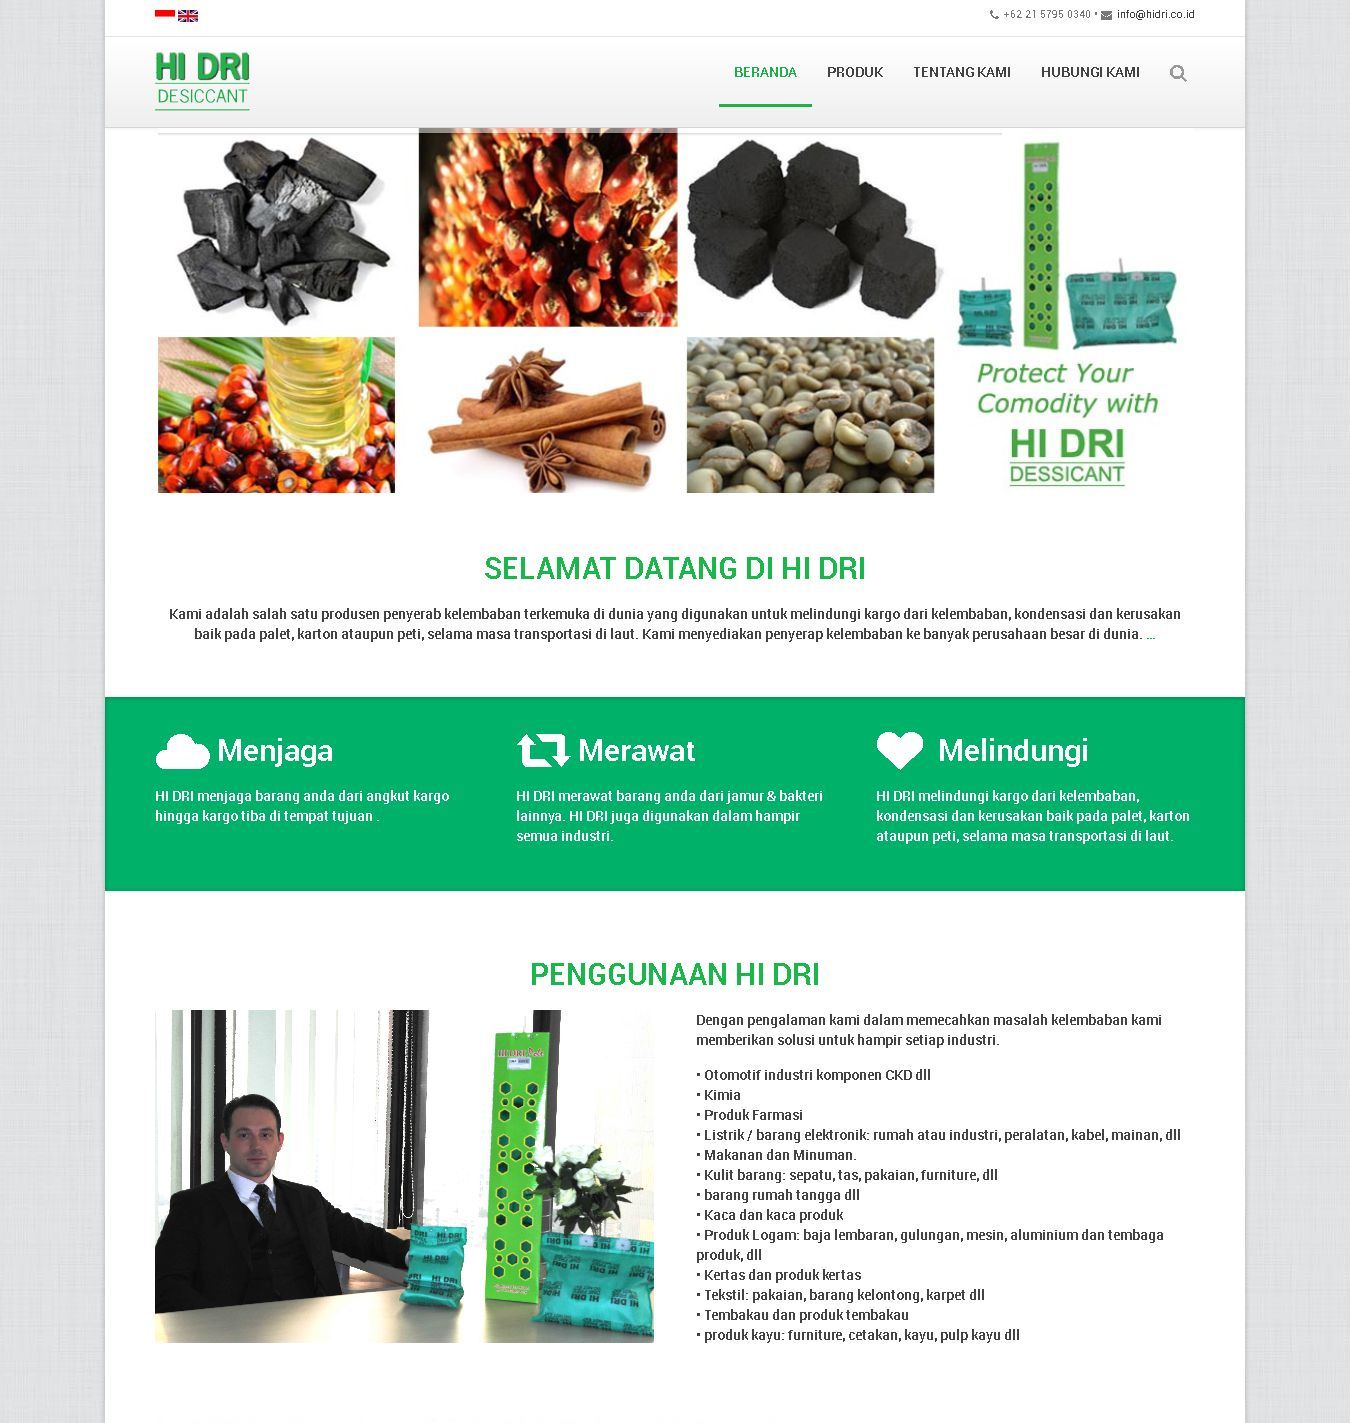 +62 21 5795 0340 • info@hidri.co.id
HI DRI
DESICCANT
BERANDA PRODUK TENTANG KAMI HUBUNGI KAMI
Protect Your
Comodity with
HI DRI
DESSICANT
SELAMAT DATANG DI HI DRI
Kami adalah salah satu produsen penyerab kelembaban terkemuka di dunia yang digunakan untuk melindungi kargo dari kelembaban, kondensasi dan kerusakan
baik pada palet, karton ataupun peti, selama masa transportasi di laut. Kami menyediakan penyerap kelembaban ke banyak perusahaan besar di dunia. ...
Menjaga
HI DRI menjaga barang anda dari angkut kargo
hingga kargo tiba di tempat tujuan .
Merawat
HI DRI merawat barang anda dari jamur & bakteri
lainnya. HI DRI juga digunakan dalam hampir
semua industri.
Melindungi
HI DRI melindungi kargo dari kelembaban,
kondensasi dan kerusakan baik pada palet, karton
ataupun peti, selama masa transportasi di laut.
PENGGUNAAN HI DRI
HI DRI
HI DRI
HI DRI
Dengan pengalaman kami dalam memecahkan masalah kelembaban kami
memberikan solusi untuk hampir setiap industri.
• Otomotif industri komponen CKD dll
• Kimia
• Produk Farmasi
• Listrik / barang elektronik: rumah atau industri, peralatan, kabel, mainan, dll
• Makanan dan Minuman.
• Kulit barang: sepatu, tas, pakaian, furniture, dll
• barang rumah tangga dll
• Kaca dan kaca produk
• Produk Logam: baja lembaran, gulungan, mesin, aluminium dan tembaga
produk, dll
• Kertas dan produk kertas
• Tekstil: pakaian, barang kelontong, karpet dll
• Tembakau dan produk tembakau
• produk kayu: furniture, cetakan, kayu, pulp kayu dll